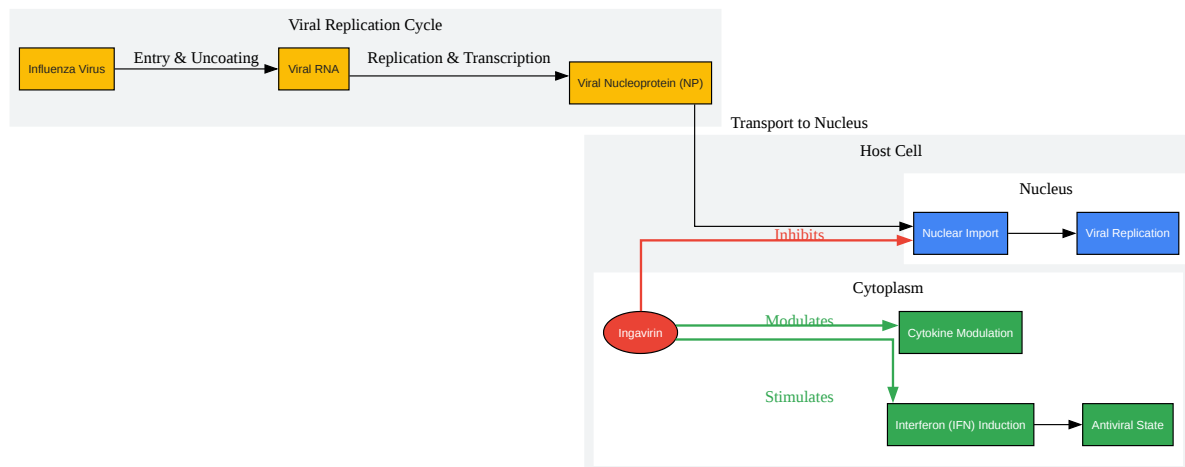 Viral Replication Cycle
Influenza Virus
Entry & Uncoating
Viral RNA
Replication & Transcription
Viral Nucleoprotein (NP)
Transport to Nucleus
Host Cell
Nucleus
Nuclear Import
Viral Replication
Inhibits
Cytoplasm
Ingavirin
Modulates
Cytokine Modulation
Stimulates
Interferon (IFN) Induction
Antiviral State